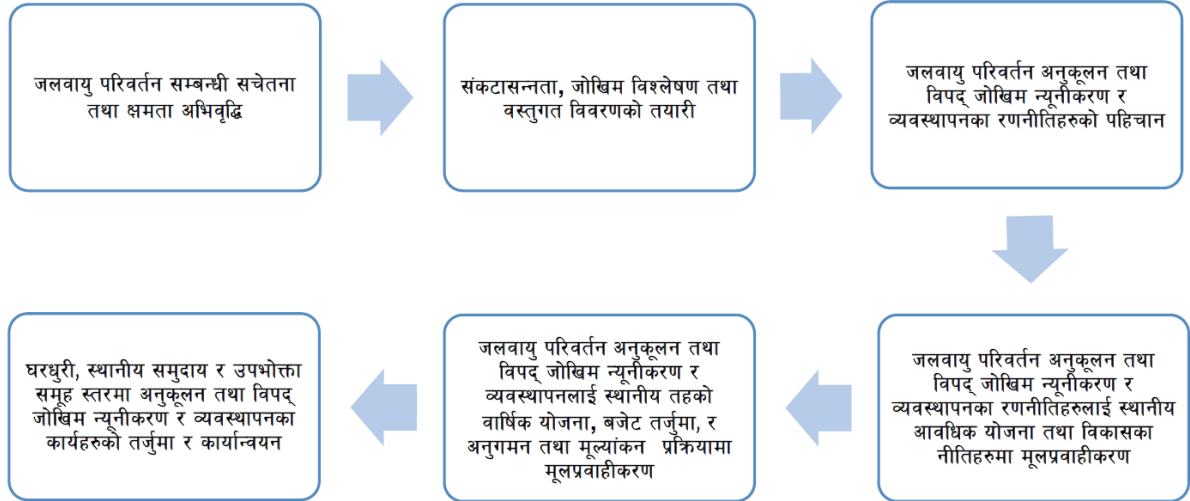 जलवायु परिवर्तन सम्बन्धी सचेतना
तथा क्षमता अभिवृद्धि
संकटासन्नता, जोखिम विश्लेषण तथा
वस्तुगत विवरणको तयारी
जलवायु परिवर्तन अनुकूलन तथा
विपद् जोखिम न्यूनीकरण र
व्यवस्थापनका रणनीतिहरुको पहिचान
जलवायु परिवर्तन अनुकूलन तथा
विपद् जोखिम न्यूनीकरण र
व्यवस्थापनका रणनीतिहरुलाई स्थानीय
आवधिक योजना तथा विकासका
नीतिहरुमा मूलप्रवाहीकरण
जलवायु परिवर्तन अनुकूलन तथा
विपद् जोखिम न्यूनीकरण र
व्यवस्थापनलाई स्थानीय तहको
वार्षिक योजना, बजेट तर्जुमा, र
अनुगमन तथा मूल्यांकन प्रक्रियामा
मूलप्रवाहीकरण
घरधुरी, स्थानीय समुदाय र उपभोक्ता
समूह स्तरमा अनुकूलन तथा विपद्
जोखिम न्यूनीकरण र व्यवस्थापनका
कार्यहरुको तर्जुमा र कार्यान्वयन